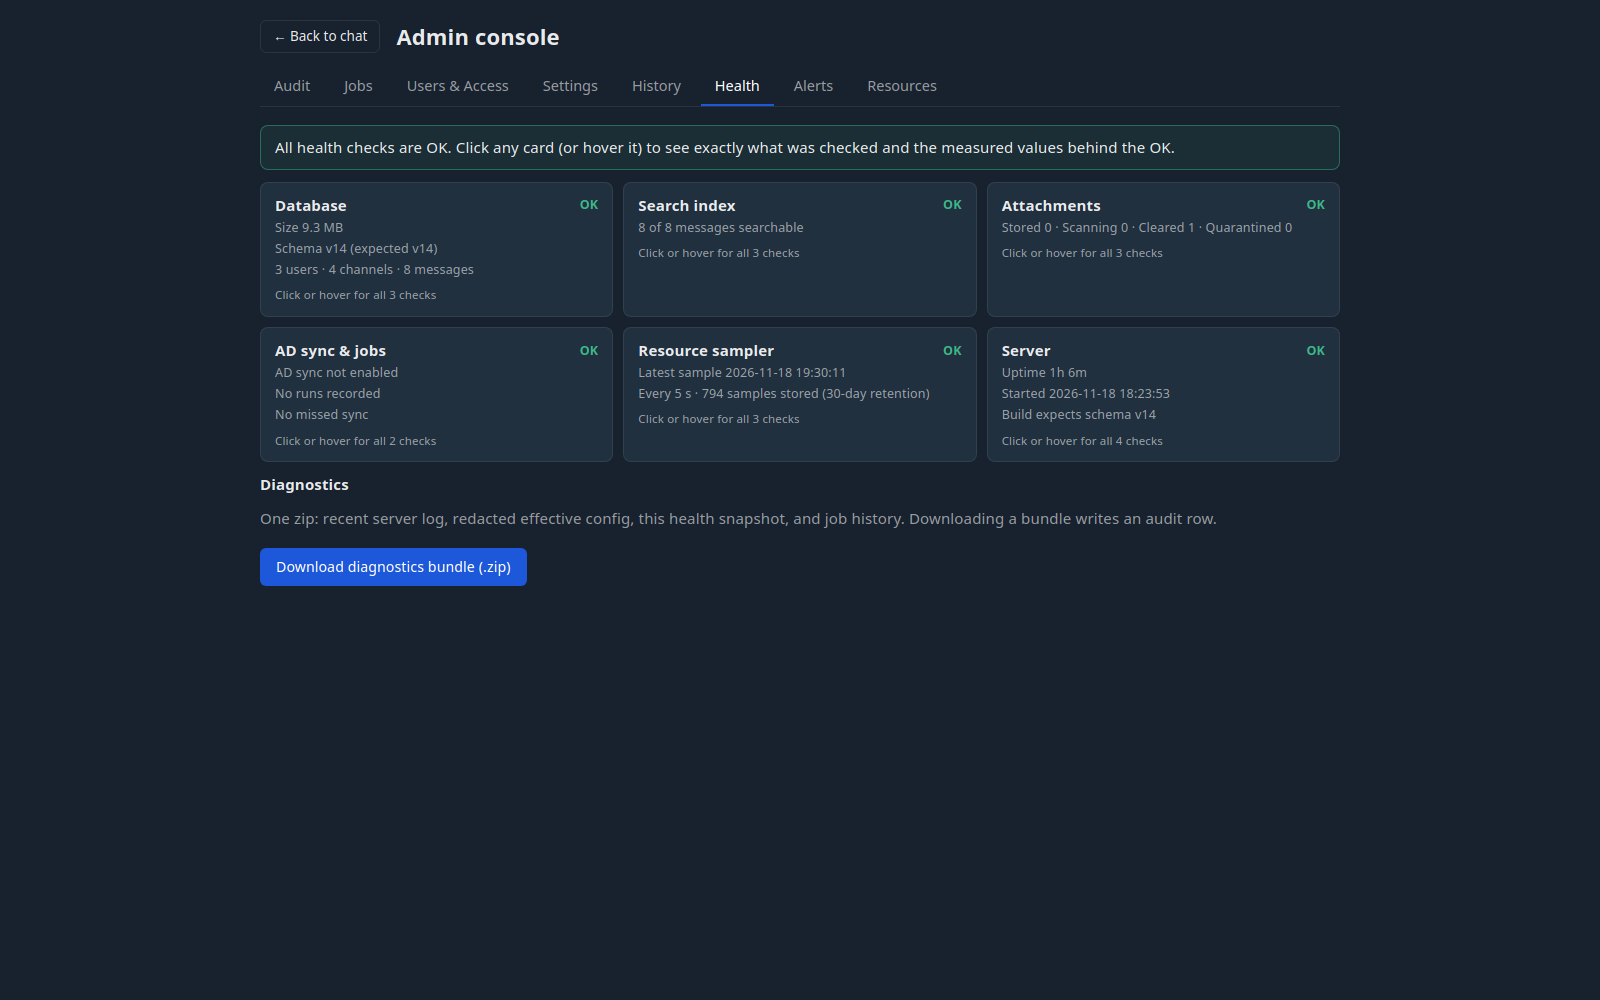 ← Back to chat
Admin console
Audit
Jobs
Users & Access
Settings
History
Health
Alerts
Resources
All health checks are OK. Click any card (or hover it) to see exactly what was checked and the measured values behind the OK.
Database
OK
Size 9.3 MB
Schema v14 (expected v14)
3 users · 4 channels · 8 messages
Click or hover for all 3 checks
Search index
OK
8 of 8 messages searchable
Click or hover for all 3 checks
Attachments
OK
Stored 0 · Scanning 0 · Cleared 1 · Quarantined 0
Click or hover for all 3 checks
AD sync & jobs
OK
AD sync not enabled
No runs recorded
No missed sync
Click or hover for all 2 checks
Resource sampler
OK
Latest sample 2026-11-18 19:30:11
Every 5 s · 794 samples stored (30-day retention)
Click or hover for all 3 checks
Server
OK
Uptime 1h 6m
Started 2026-11-18 18:23:53
Build expects schema v14
Click or hover for all 4 checks
Diagnostics
One zip: recent server log, redacted effective config, this health snapshot, and job history. Downloading a bundle writes an audit row.
Download diagnostics bundle (.zip)